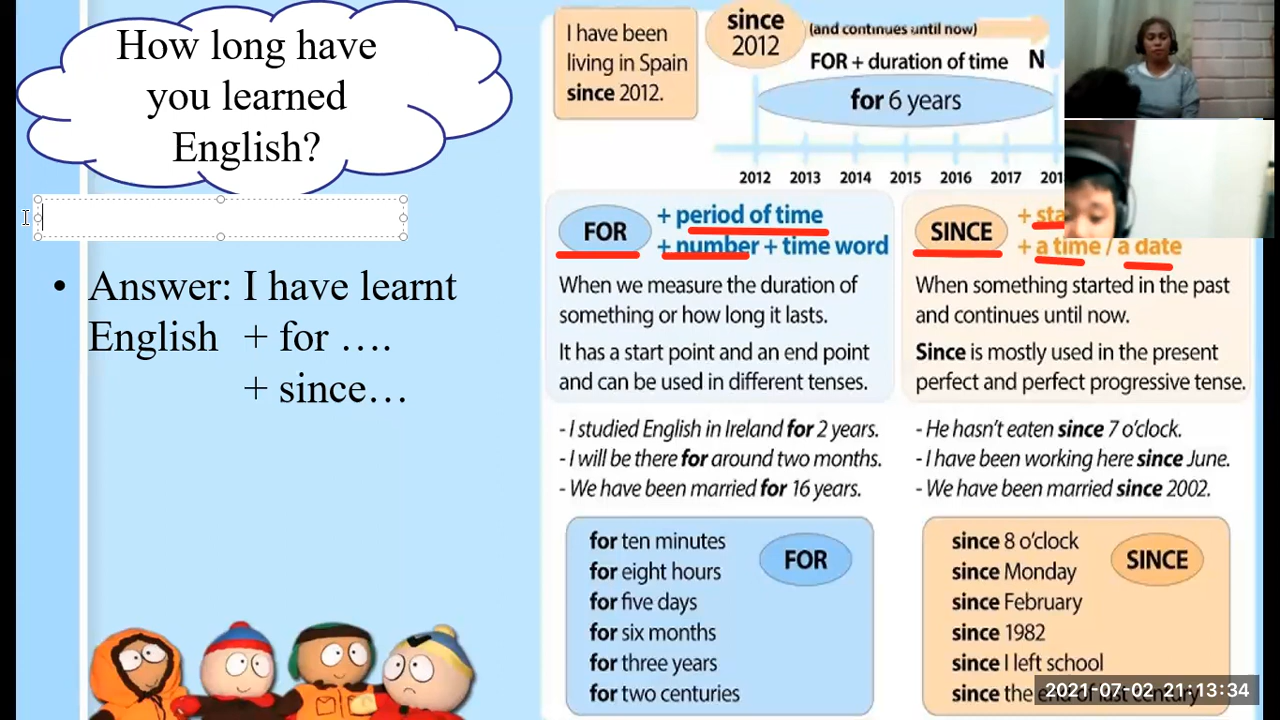 How long have
you learned
English?
• Answer: I have learnt
English + for ….
+ since…
I have been
living in Spain
since 2012.
since
2012
(and continues until now)
FOR + duration of time N
for 6 years
2012 2013 2014 2015 2016 2017 201
FOR
+ period of time
+ number + time word
When we measure the duration of
something or how long it lasts.
It has a start point and an end point
and can be used in different tenses.
- I studied English in Ireland for 2 years.
- I will be there for around two months.
- We have been married for 16 years.
for ten minutes
for eight hours
for five days
for six months
for three years
for two centuries
FOR
SINCE
+ sta
+ a time / a date
When something started in the past
and continues until now.
Since is mostly used in the present
perfect and perfect progressive tense.
- He hasn't eaten since 7 o'clock.
- I have been working here since June.
- We have been married since 2002.
since 8 o'clock
since Monday
since February
since 1982
since I left school
since the end of last century
SINCE
2021-07-02 21:13:34